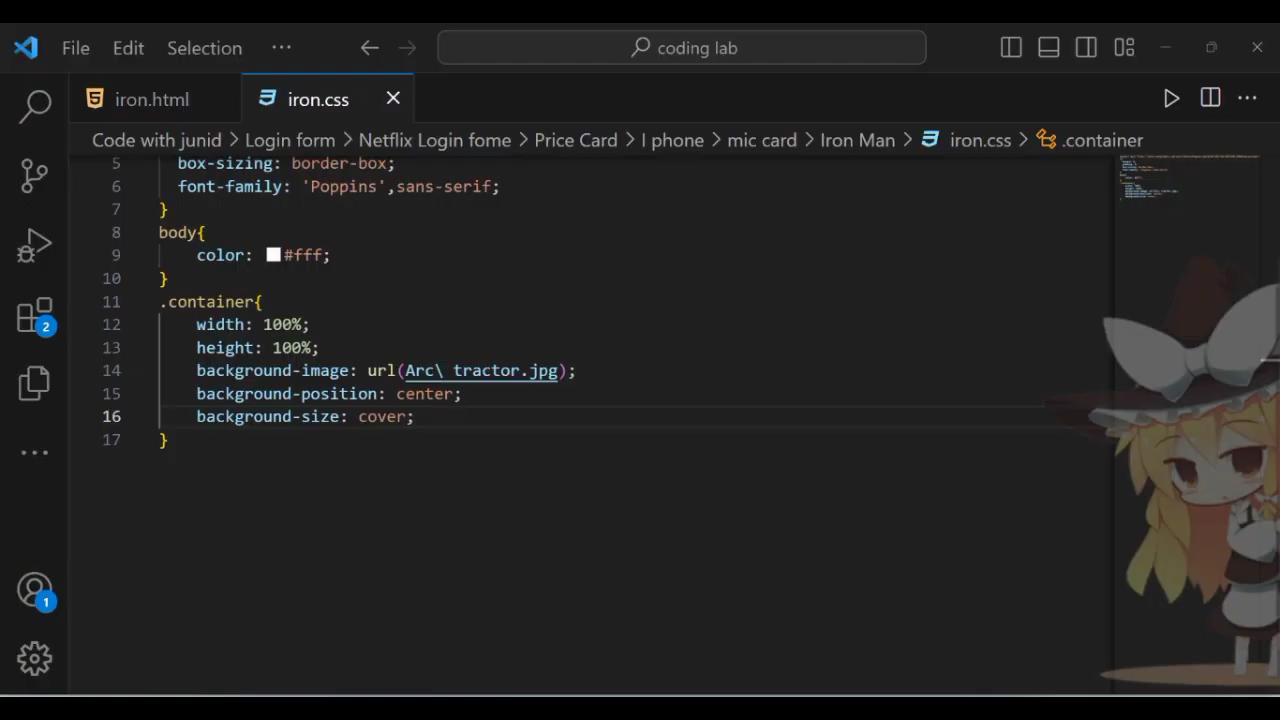 File Edit Selection ··· coding lab
iron.html iron.css
Code with junid > Login form > Netflix Login fome > Price Card > I phone > mic card > Iron Man > iron.css > .container
5 box-sizing: border-box;
6 font-family: 'Poppins',sans-serif;
7 }
8 body{
9 color: #fff;
10 }
11 .container{
12 width: 100%;
13 height: 100%;
14 background-image: url(Arc\ tractor.jpg);
15 background-position: center;
16 background-size: cover;
17 }
2
1